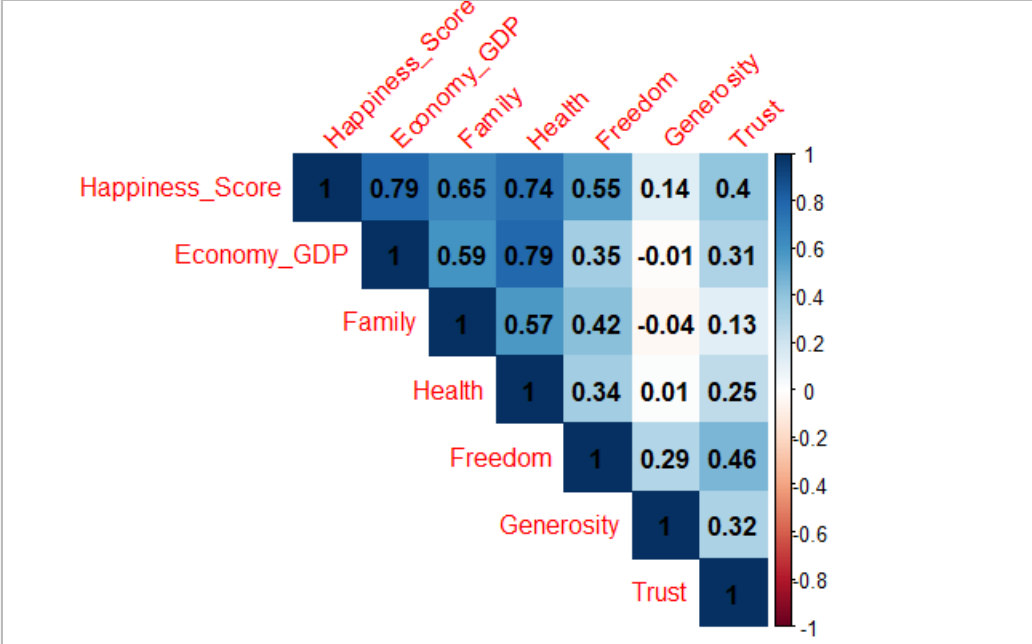 Happiness_Score Economy_GDP Family Health Freedom Generosity Trust
Happiness_Score 1 0.79 0.65 0.74 0.55 0.14 0.4
Economy_GDP 1 0.59 0.79 0.35 -0.01 0.31
Family 1 0.57 0.42 -0.04 0.13
Health 1 0.34 0.01 0.25
Freedom 1 0.29 0.46
Generosity 1 0.32
Trust 1
1
0.8
0.6
0.4
0.2
0
-0.2
-0.4
-0.6
-0.8
-1